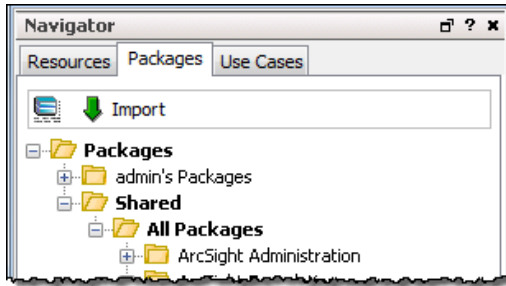 Navigator ?
Resources Packages Use Cases
Import
Packages
admin's Packages
Shared
All Packages
ArcSight Administration